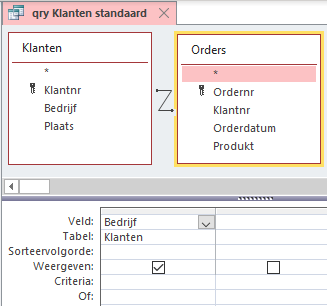 qry Klanten standaard
Klanten
*
Klantnr
Bedrijf
Plaats
Orders
*
Ordernr
Klantnr
Orderdatum
Produkt
Veld: Bedrijf
Tabel: Klanten
Sorteervolgorde:
Weergeven:
Criteria:
Of: